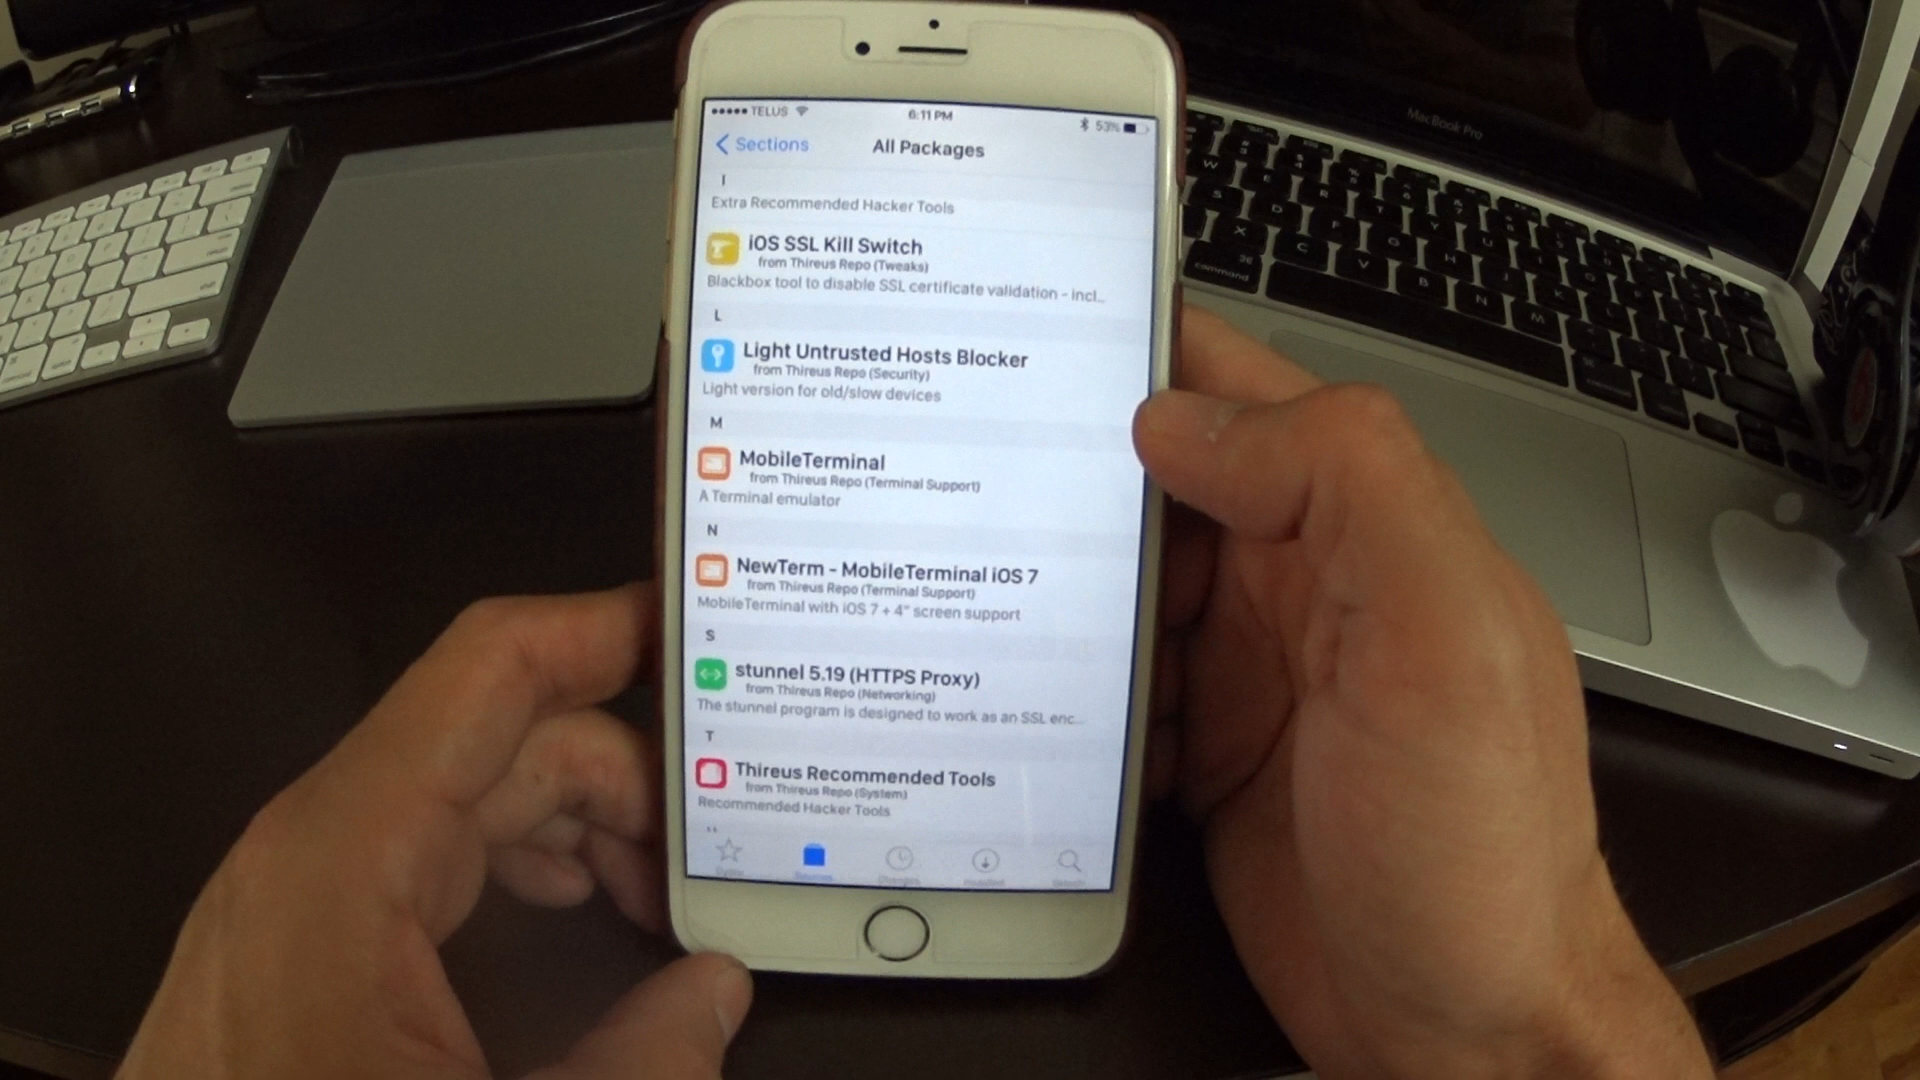 TELUS 6:11 PM 53%
Sections All Packages
I
Extra Recommended Hacker Tools
iOS SSL Kill Switch
from Thireus Repo (Tweaks)
Blackbox tool to disable SSL certificate validation - incl...
L
Light Untrusted Hosts Blocker
from Thireus Repo (Security)
Light version for old/slow devices
M
MobileTerminal
from Thireus Repo (Terminal Support)
A Terminal emulator
N
NewTerm - MobileTerminal iOS 7
from Thireus Repo (Terminal Support)
MobileTerminal with iOS 7 + 4" screen support
S
stunnel 5.19 (HTTPS Proxy)
from Thireus Repo (Networking)
The stunnel program is designed to work as an SSL enc...
T
Thireus Recommended Tools
from Thireus Repo (System)
Recommended Hacker Tools
Changes
MacBook Pro
W E R T Y U
S D F G H J
X C V B N M
command